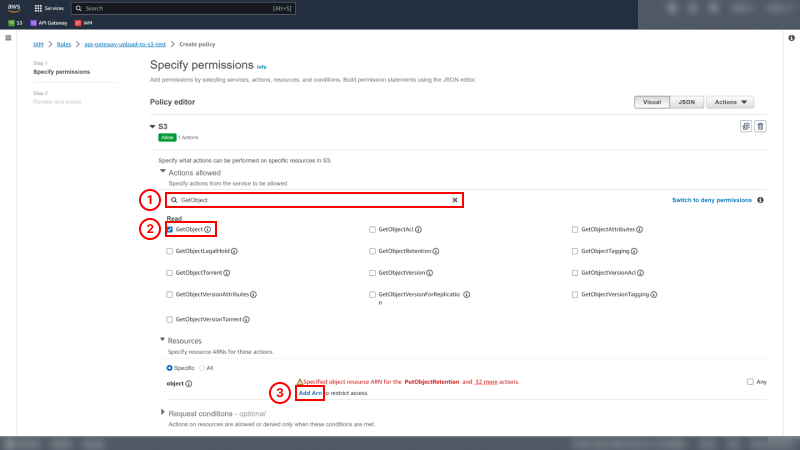 aws
Services
Search
[Alt+S]
S3
API Gateway
IAM
IAM > Roles > api-gateway-upload-to-s3-test > Create policy
Step 1
Specify permissions
Step 2
Review and create
Specify permissions Info
Add permissions by selecting services, actions, resources, and conditions. Build permission statements using the JSON editor.
Policy editor
Visual
JSON
Actions
S3
Allow 1 Actions
Specify what actions can be performed on specific resources in S3.
Actions allowed
Specify actions from the service to be allowed.
1
GetObject
Switch to deny permissions
Read
2
GetObject
GetObjectAcl
GetObjectAttributes
GetObjectLegalHold
GetObjectRetention
GetObjectTagging
GetObjectTorrent
GetObjectVersion
GetObjectVersionAcl
GetObjectVersionAttributes
GetObjectVersionForReplicatio
n
GetObjectVersionTagging
GetObjectVersionTorrent
Resources
Specify resource ARNs for these actions.
Specific
All
object
Specified object resource ARN for the PutObjectRetention and 32 more actions.
Any
3
Add Arn to restrict access.
Request conditions - optional
Actions on resources are allowed or denied only when these conditions are met.